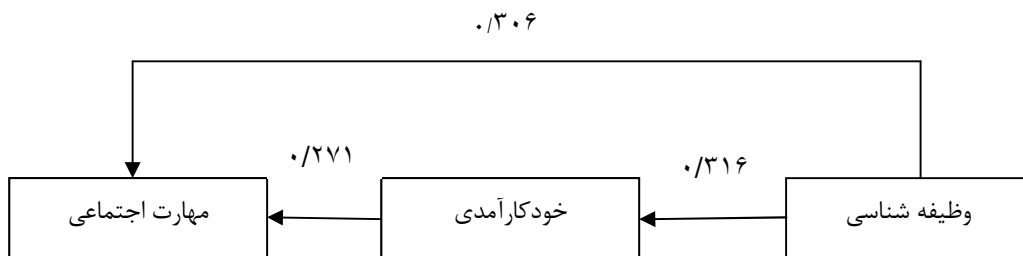 ۰/۳۰۶
۰/۳۱۶
۰/۲۷۱
وظیفه شناسی
خودکارآمدی
مهارت اجتماعی